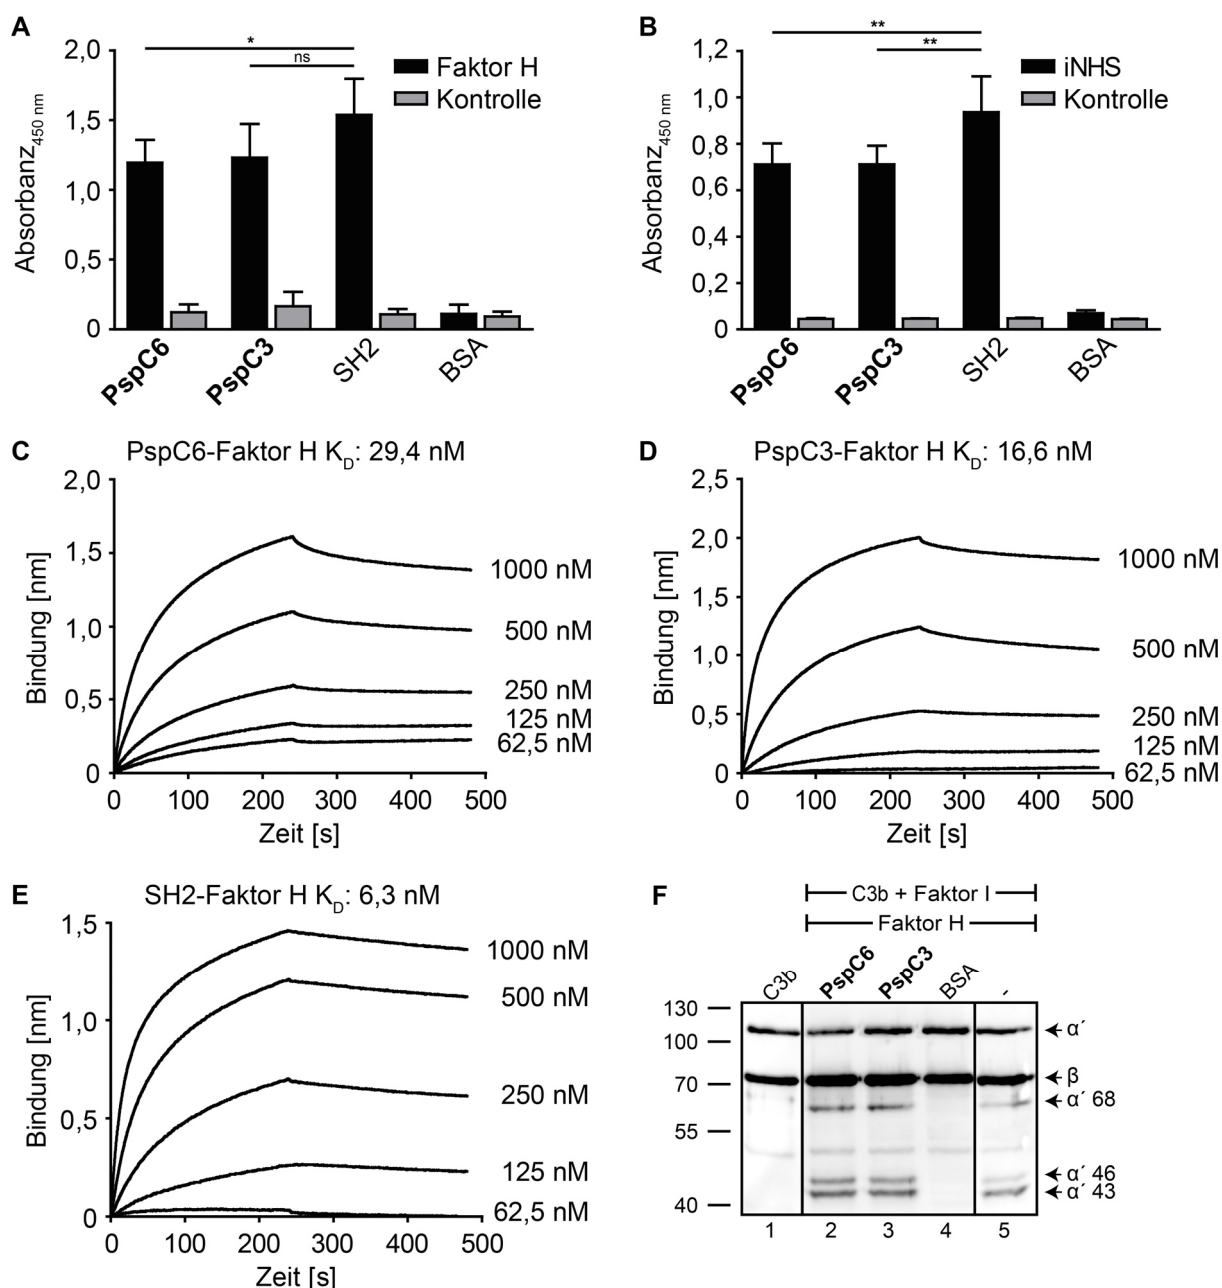 A
2,0
1,5
1,0
0,5
0
Absorbanz450 nm
*
ns
Faktor H
Kontrolle
PspC6
PspC3
SH2
BSA
B
1,2
1,0
0,8
0,6
0,4
0,2
0
Absorbanz450 nm
**
**
iNHS
Kontrolle
PspC6
PspC3
SH2
BSA
C
PspC6-Faktor H KD: 29,4 nM
2,0
1,5
1,0
0,5
0
Bindung [nm]
1000 nM
500 nM
250 nM
125 nM
62,5 nM
0 100 200 300 400 500
Zeit [s]
D
PspC3-Faktor H KD: 16,6 nM
2,5
2,0
1,5
1,0
0,5
0
Bindung [nm]
1000 nM
500 nM
250 nM
125 nM
62,5 nM
0 100 200 300 400 500
Zeit [s]
E
SH2-Faktor H KD: 6,3 nM
1,5
1,0
0,5
0
Bindung [nm]
1000 nM
500 nM
250 nM
125 nM
62,5 nM
0 100 200 300 400 500
Zeit [s]
F
C3b + Faktor I
Faktor H
C3b
PspC6
PspC3
BSA
-
130
100
70
55
40
α´
β
α´ 68
α´ 46
α´ 43
1 2 3 4 5